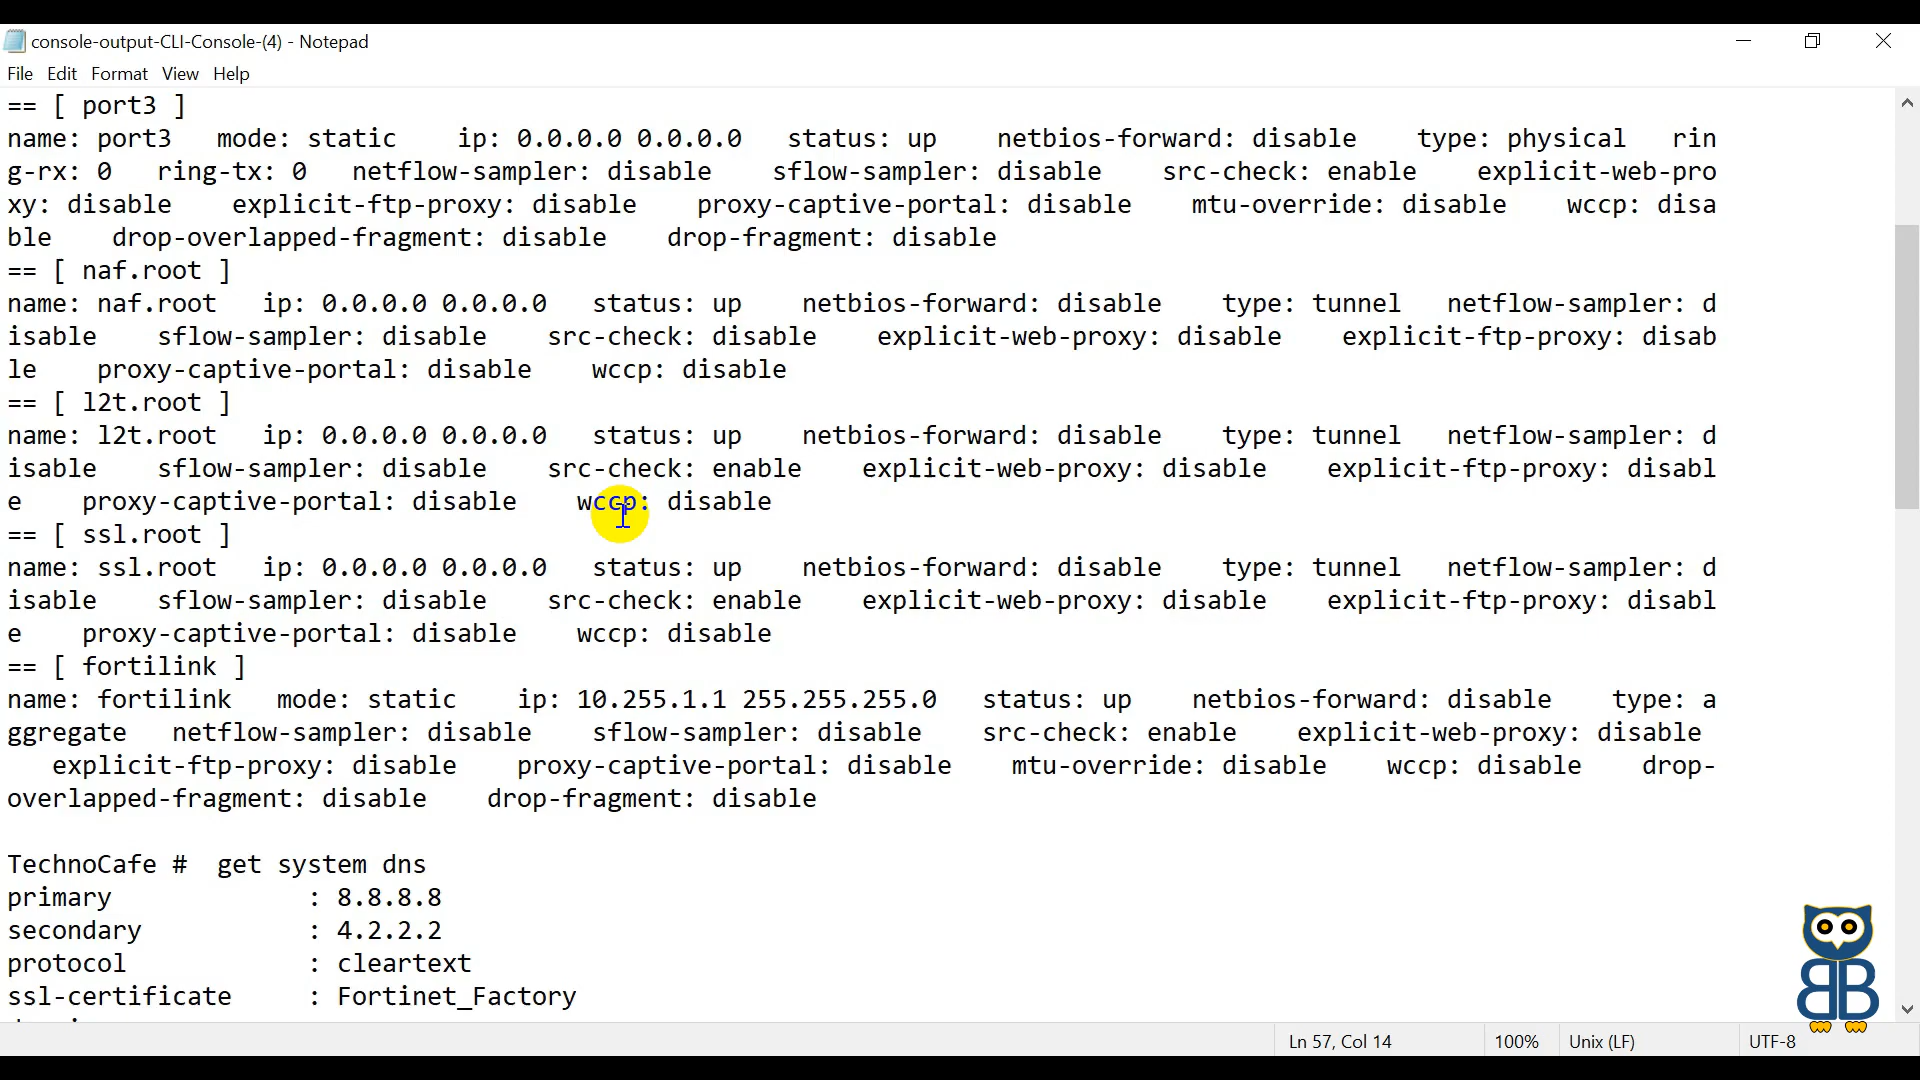 console-output-CLI-Console-(4) - Notepad
File Edit Format View Help
== [ port3 ]
name: port3   mode: static    ip: 0.0.0.0 0.0.0.0   status: up    netbios-forward: disable    type: physical   rin
g-rx: 0   ring-tx: 0   netflow-sampler: disable    sflow-sampler: disable    src-check: enable    explicit-web-pro
xy: disable    explicit-ftp-proxy: disable    proxy-captive-portal: disable    mtu-override: disable    wccp: disa
ble    drop-overlapped-fragment: disable    drop-fragment: disable
== [ naf.root ]
name: naf.root   ip: 0.0.0.0 0.0.0.0   status: up    netbios-forward: disable    type: tunnel   netflow-sampler: d
isable    sflow-sampler: disable    src-check: disable    explicit-web-proxy: disable    explicit-ftp-proxy: disab
le    proxy-captive-portal: disable    wccp: disable
== [ l2t.root ]
name: l2t.root   ip: 0.0.0.0 0.0.0.0   status: up    netbios-forward: disable    type: tunnel   netflow-sampler: d
isable    sflow-sampler: disable    src-check: enable    explicit-web-proxy: disable    explicit-ftp-proxy: disabl
e    proxy-captive-portal: disable    wccp: disable
== [ ssl.root ]
name: ssl.root   ip: 0.0.0.0 0.0.0.0   status: up    netbios-forward: disable    type: tunnel   netflow-sampler: d
isable    sflow-sampler: disable    src-check: enable    explicit-web-proxy: disable    explicit-ftp-proxy: disabl
e    proxy-captive-portal: disable    wccp: disable
== [ fortilink ]
name: fortilink   mode: static    ip: 10.255.1.1 255.255.255.0   status: up    netbios-forward: disable    type: a
ggregate   netflow-sampler: disable    sflow-sampler: disable    src-check: enable    explicit-web-proxy: disable
   explicit-ftp-proxy: disable    proxy-captive-portal: disable    mtu-override: disable    wccp: disable    drop-
overlapped-fragment: disable    drop-fragment: disable
TechnoCafe #  get system dns
primary             : 8.8.8.8
secondary           : 4.2.2.2
protocol            : cleartext
ssl-certificate     : Fortinet_Factory
BB
Ln 57, Col 14 100% Unix (LF) UTF-8